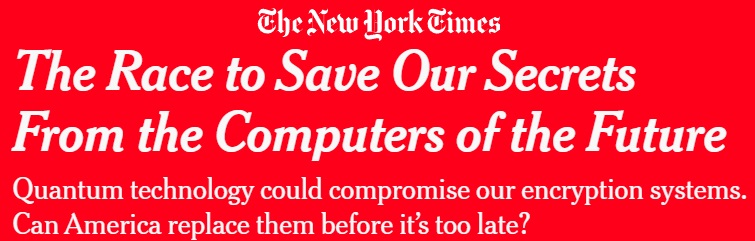 The New York Times
The Race to Save Our Secrets
From the Computers of the Future
Quantum technology could compromise our encryption systems.
Can America replace them before it’s too late?